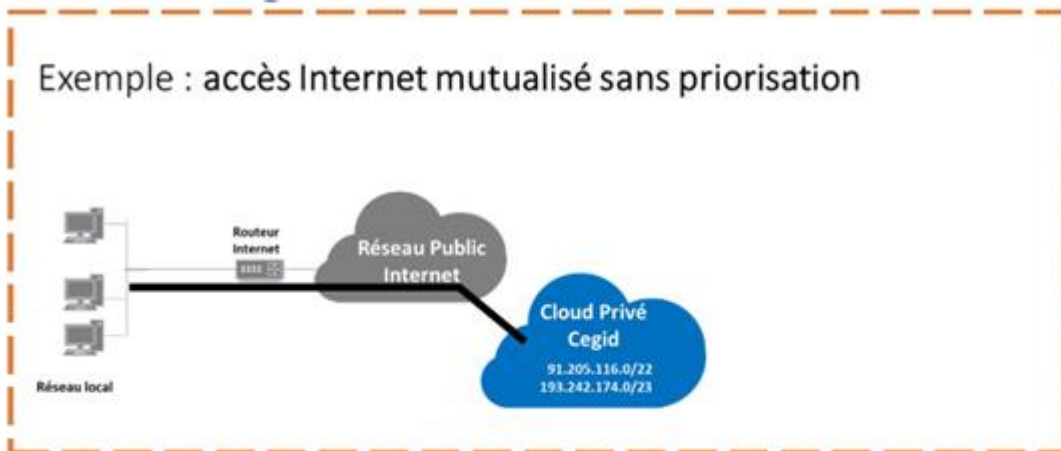 Exemple : accès Internet mutualisé sans priorisation
Routeur
Internet
Réseau Public
Internet
Cloud Privé
Cegid
91.205.116.0/22
193.242.174.0/23
Réseau local